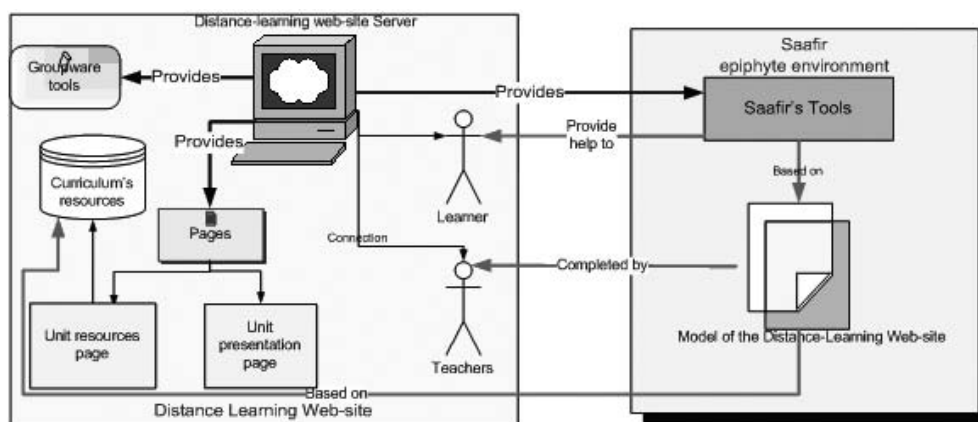 Distance-learning web-site Server
Groupware
tools
Provides
Provides
Curriculum's
resources
Pages
Unit resources
page
Unit
presentation
page
Learner
Connection
Teachers
Based on
Distance Learning Web-site
Provides
Provide
help to
Completed by
Saafir
epiphyte environment
Saafir's Tools
Based on
Model of the Distance-Learning Web-site